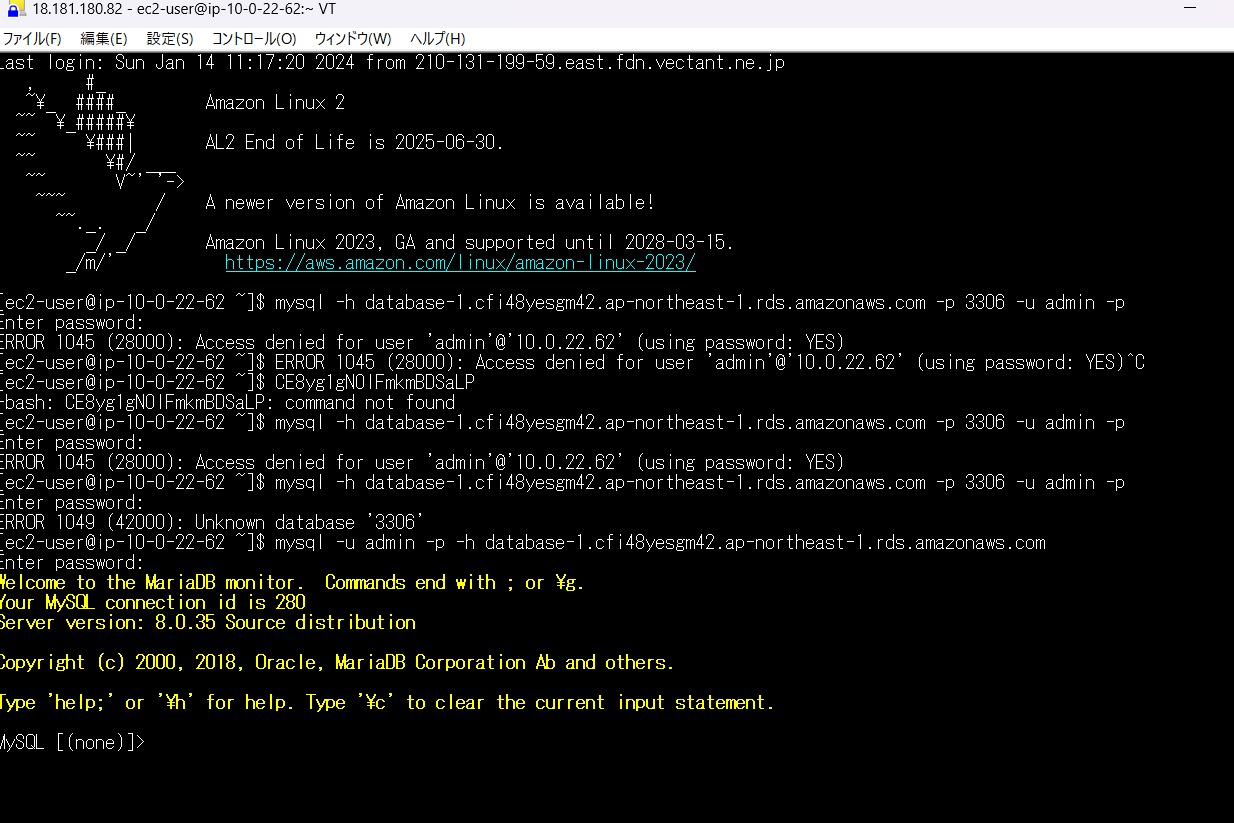 18.181.180.82 - ec2-user@ip-10-0-22-62:~ VT
ファイル(F) 編集(E) 設定(S) コントロール(O) ウィンドウ(W) ヘルプ(H)
Last login: Sun Jan 14 11:17:20 2024 from 210-131-199-59.east.fdn.vectant.ne.jp
   ,     #_
   ~¥_  ####_        Amazon Linux 2
  ~~  ¥_#####¥
  ~~     ¥###|       AL2 End of Life is 2025-06-30.
  ~~       ¥#/ ___
   ~~       V~' '->
    ~~~         /    A newer version of Amazon Linux is available!
      ~~._.   _/
         _/ _/       Amazon Linux 2023, GA and supported until 2028-03-15.
       _/m/'           https://aws.amazon.com/linux/amazon-linux-2023/
[ec2-user@ip-10-0-22-62 ~]$ mysql -h database-1.cfi48yesgm42.ap-northeast-1.rds.amazonaws.com -p 3306 -u admin -p
Enter password:
ERROR 1045 (28000): Access denied for user 'admin'@'10.0.22.62' (using password: YES)
[ec2-user@ip-10-0-22-62 ~]$ ERROR 1045 (28000): Access denied for user 'admin'@'10.0.22.62' (using password: YES)^C
[ec2-user@ip-10-0-22-62 ~]$ CE8yg1gNOlFmkmBDSaLP
-bash: CE8yg1gNOlFmkmBDSaLP: command not found
[ec2-user@ip-10-0-22-62 ~]$ mysql -h database-1.cfi48yesgm42.ap-northeast-1.rds.amazonaws.com -p 3306 -u admin -p
Enter password:
ERROR 1045 (28000): Access denied for user 'admin'@'10.0.22.62' (using password: YES)
[ec2-user@ip-10-0-22-62 ~]$ mysql -h database-1.cfi48yesgm42.ap-northeast-1.rds.amazonaws.com -p 3306 -u admin -p
Enter password:
ERROR 1049 (42000): Unknown database '3306'
[ec2-user@ip-10-0-22-62 ~]$ mysql -u admin -p -h database-1.cfi48yesgm42.ap-northeast-1.rds.amazonaws.com
Enter password:
Welcome to the MariaDB monitor.  Commands end with ; or ¥g.
Your MySQL connection id is 280
Server version: 8.0.35 Source distribution
Copyright (c) 2000, 2018, Oracle, MariaDB Corporation Ab and others.
Type 'help;' or '¥h' for help. Type '¥c' to clear the current input statement.
MySQL [(none)]>